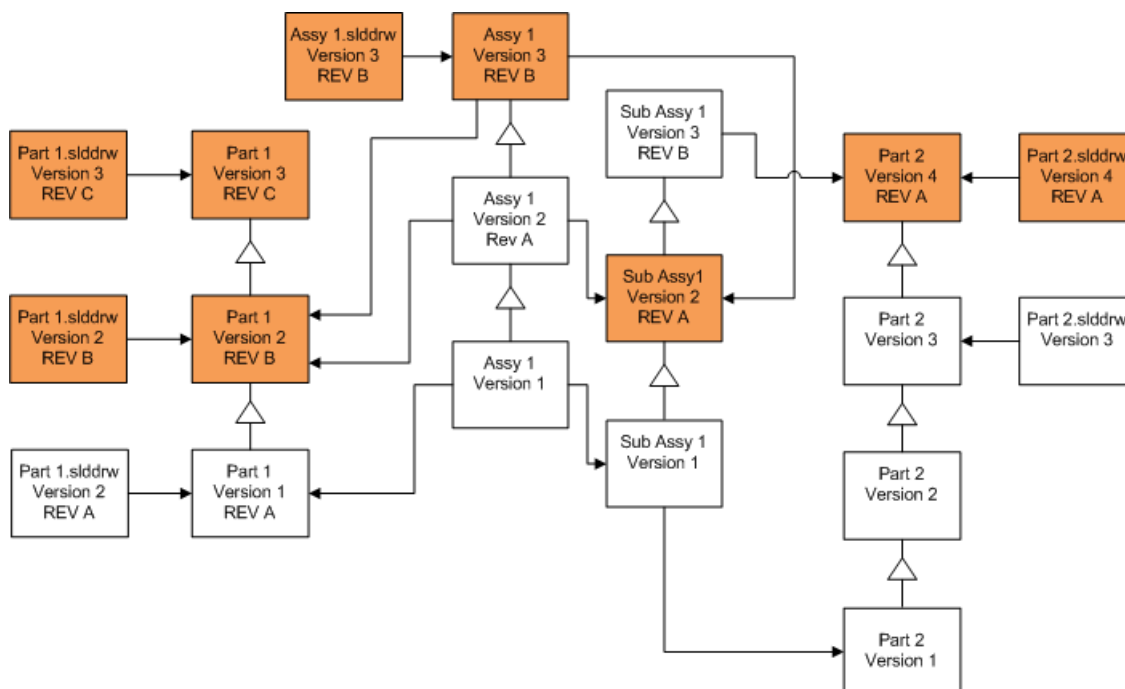 Assy 1.slddrw
Version 3
REV B
Assy 1
Version 3
REV B
Sub Assy 1
Version 3
REV B
Part 1.slddrw
Version 3
REV C
Part 1
Version 3
REV C
Part 2
Version 4
REV A
Part 2.slddrw
Version 4
REV A
Assy 1
Version 2
Rev A
Sub Assy1
Version 2
REV A
Part 1.slddrw
Version 2
REV B
Part 1
Version 2
REV B
Part 2
Version 3
Part 2.slddrw
Version 3
Assy 1
Version 1
Sub Assy 1
Version 1
Part 1.slddrw
Version 2
REV A
Part 1
Version 1
REV A
Part 2
Version 2
Part 2
Version 1